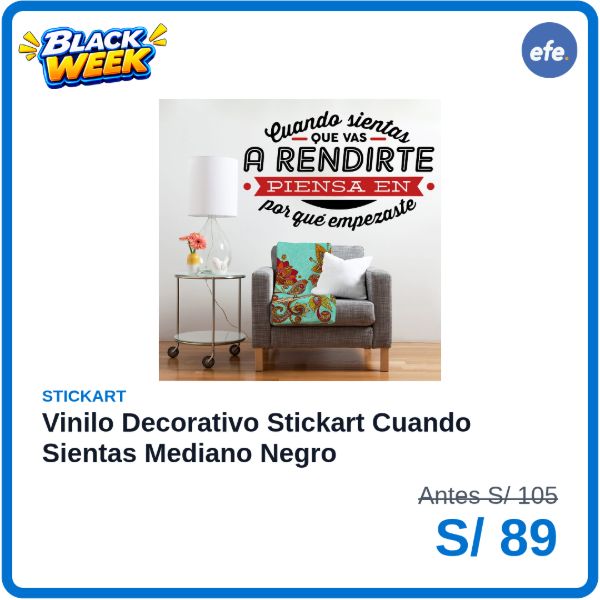 BLACK
WEEK
efe.
Cuando sientas
QUE VAS
A RENDIRTE
PIENSA EN
por qué empezaste
STICKART
Vinilo Decorativo Stickart Cuando
Sientas Mediano Negro
Antes S/ 105
S/ 89